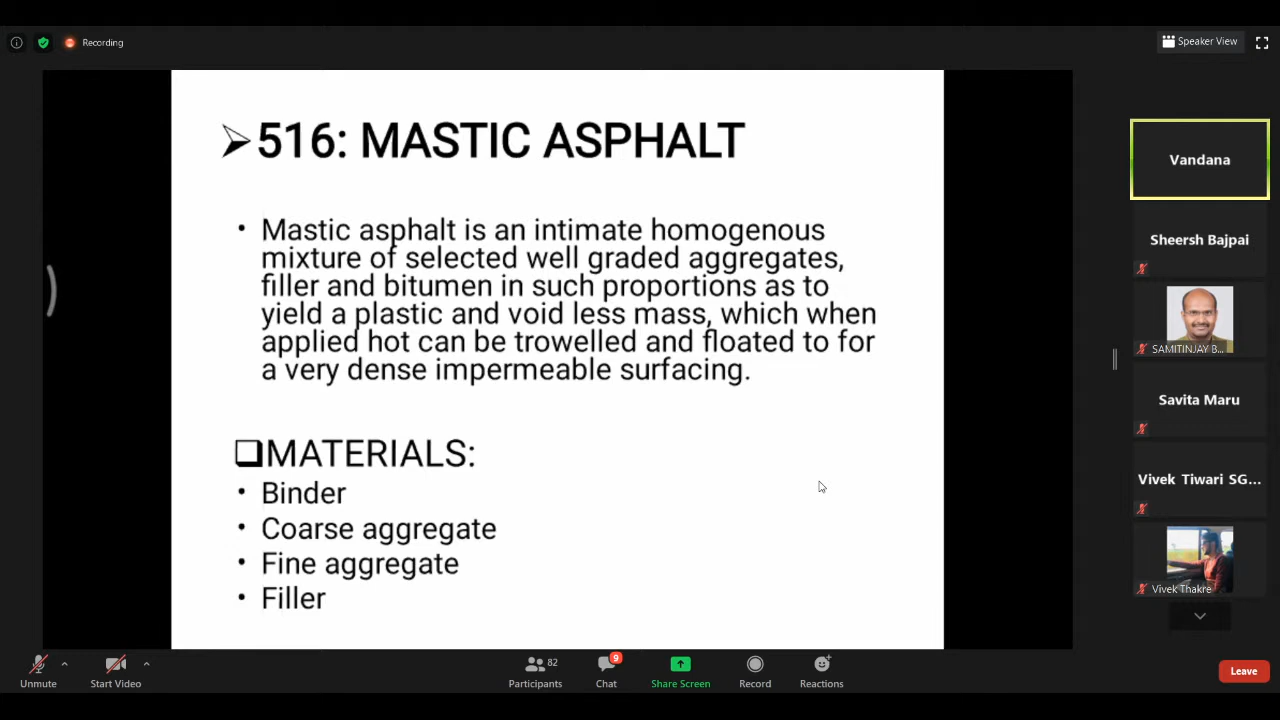 Recording
Speaker View
516: MASTIC ASPHALT
• Mastic asphalt is an intimate homogenous
mixture of selected well graded aggregates,
filler and bitumen in such proportions as to
yield a plastic and void less mass, which when
applied hot can be trowelled and floated to for
a very dense impermeable surfacing.
MATERIALS:
• Binder
• Coarse aggregate
• Fine aggregate
• Filler
Vandana
Sheersh Bajpai
SAMITINJAY B...
Savita Maru
Vivek Tiwari SG...
Vivek Thakre
Unmute
Start Video
82
Participants
9
Chat
Share Screen
Record
Reactions
Leave